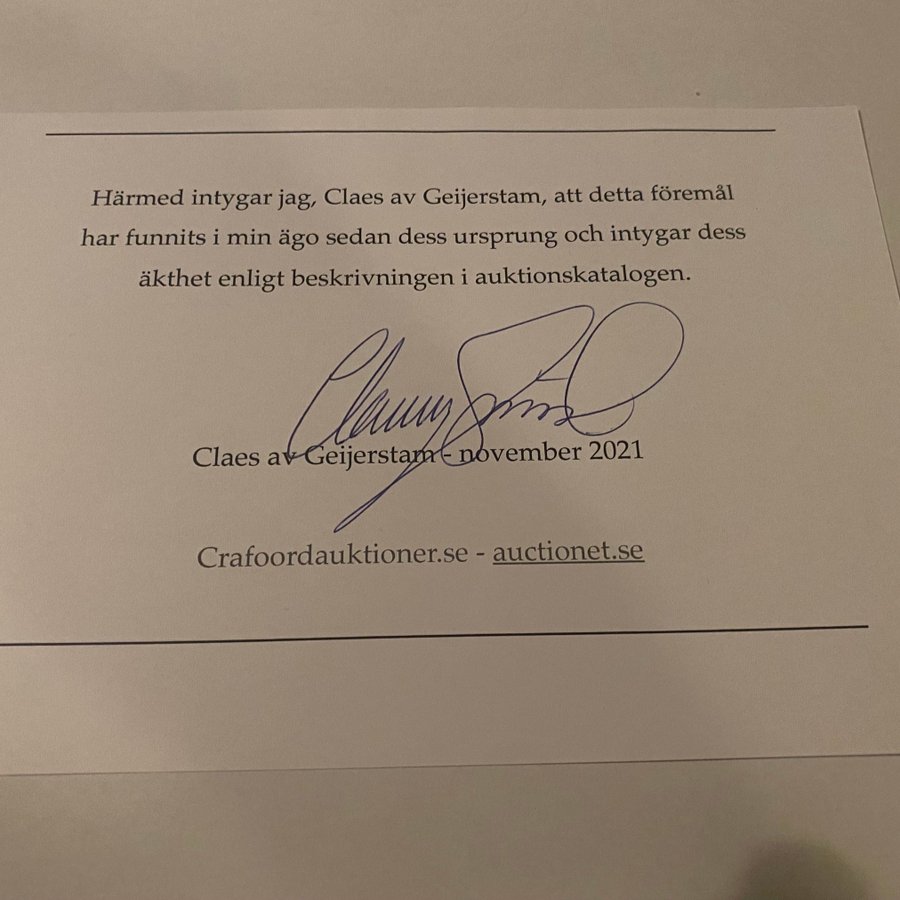 Härmed intygar jag, Claes av Geijerstam, att detta föremål
har funnits i min ägo sedan dess ursprung och intygar dess
äkthet enligt beskrivningen i auktionskatalogen.
Claes av Geijerstam - november 2021
Crafoordauktioner.se - auctionet.se